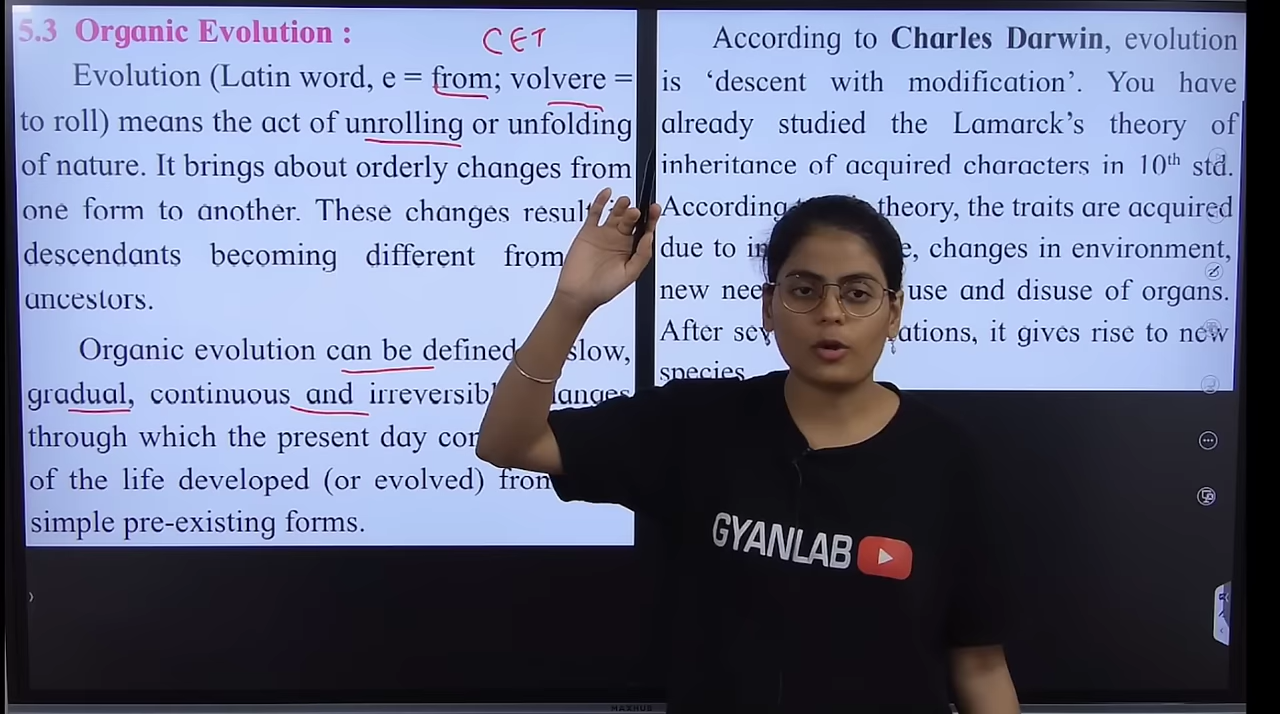 5.3 Organic Evolution :
CET
Evolution (Latin word, e = from; volvere =
to roll) means the act of unrolling or unfolding
of nature. It brings about orderly changes from
one form to another. These changes result
descendants becoming different from
ancestors.
Organic evolution can be defined slow,
gradual, continuous and irreversible changes
through which the present day
of the life developed (or evolved) from
simple pre-existing forms.
According to Charles Darwin, evolution
is ‘descent with modification’. You have
already studied the Lamarck’s theory of
inheritance of acquired characters in 10th std.
According theory, the traits are acquired
due to changes in environment,
new use and disuse of organs.
After it gives rise to new
species
GYANLAB
MAXHUB